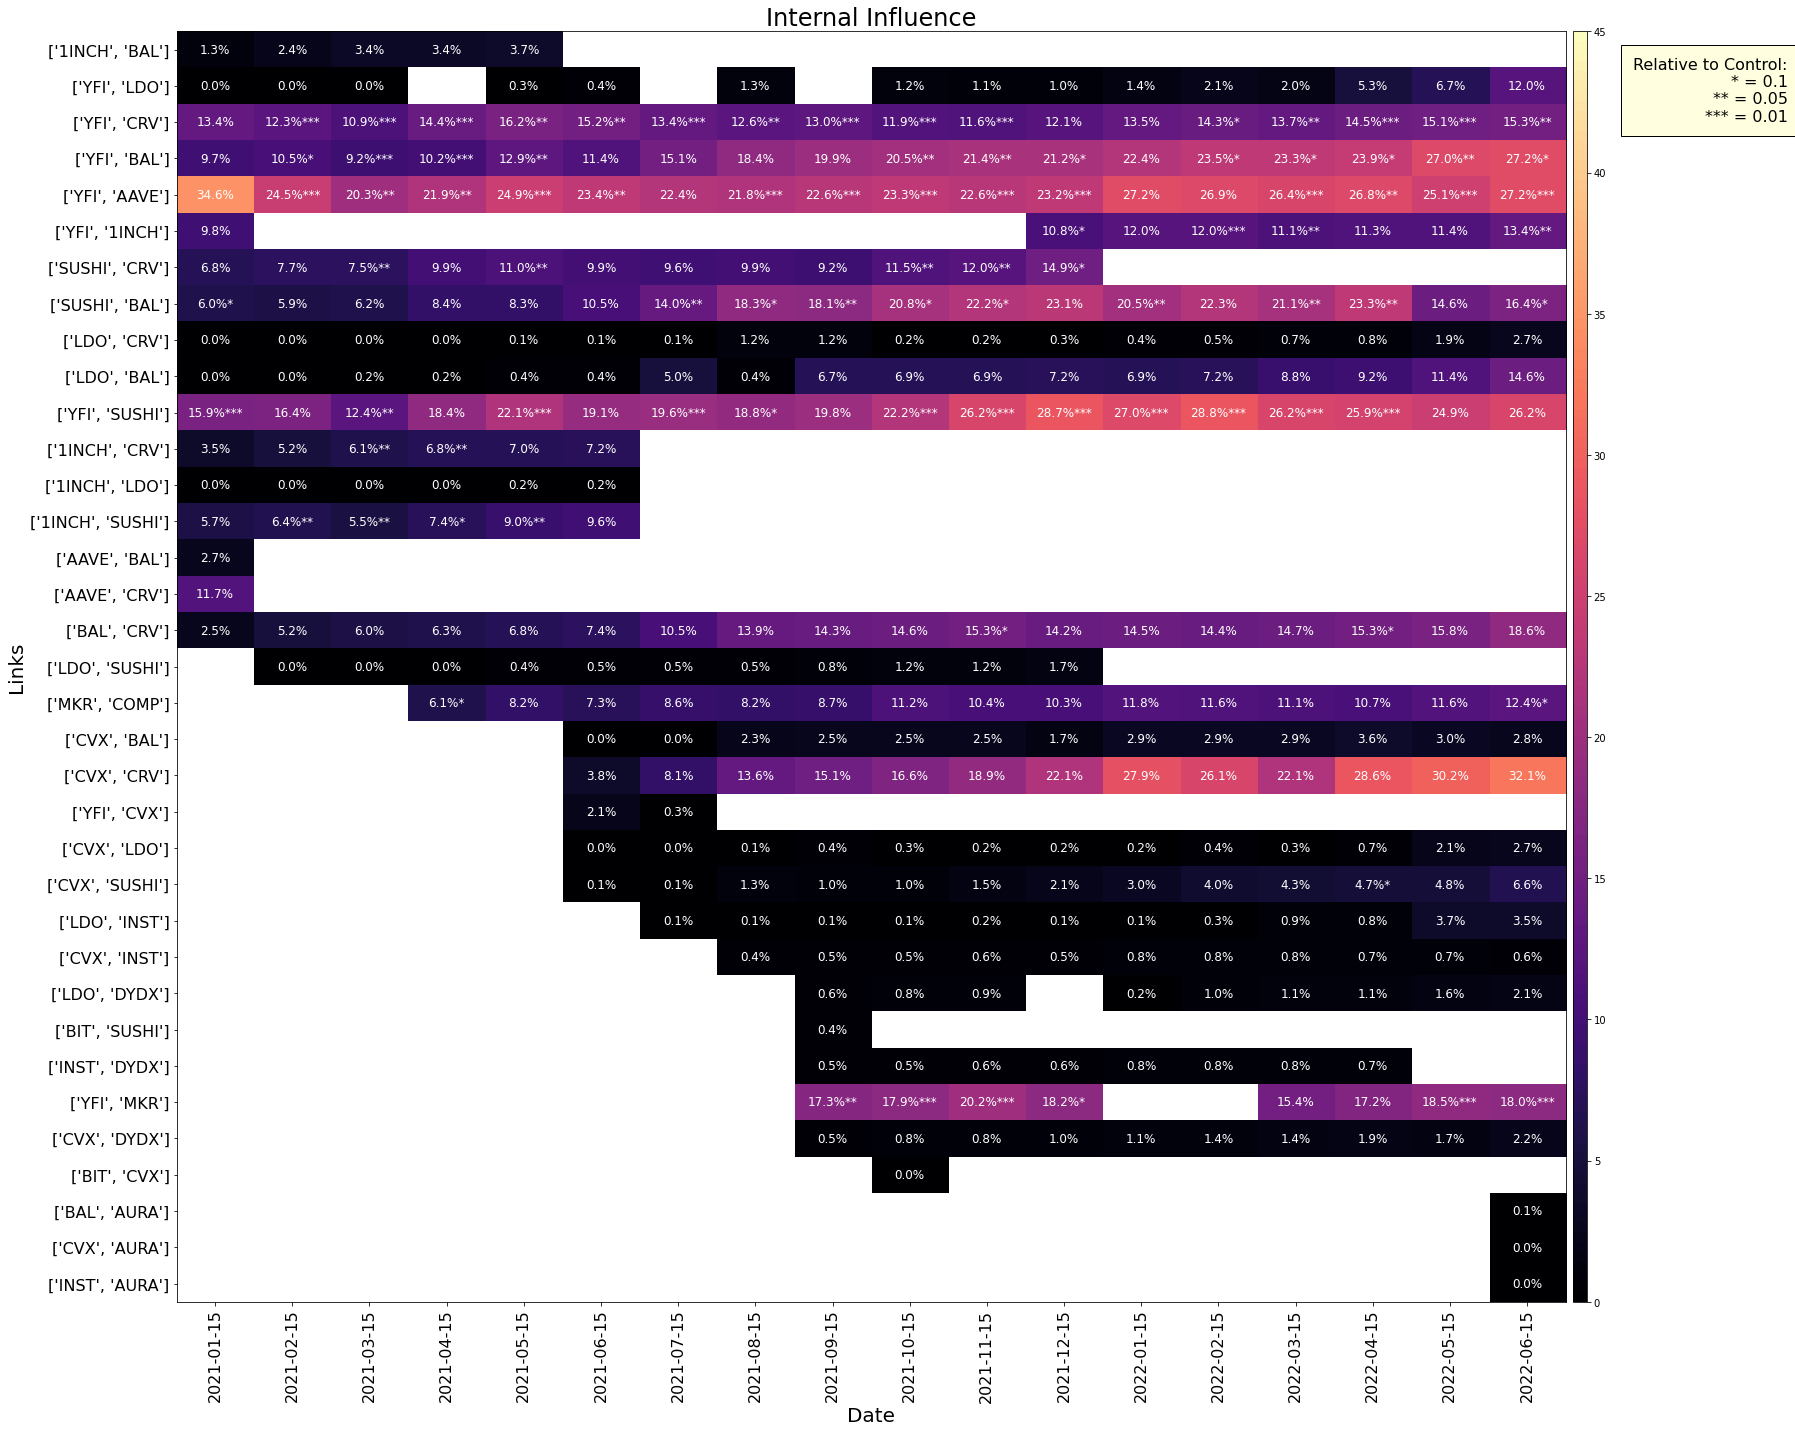 Internal Influence
['1INCH', 'BAL'] 1.3% 2.4% 3.4% 3.4% 3.7%
['YFI', 'LDO'] 0.0% 0.0% 0.0% 0.3% 0.4% 1.3% 1.2% 1.1% 1.0% 1.4% 2.1% 2.0% 5.3% 6.7% 12.0%
['YFI', 'CRV'] 13.4% 12.3%*** 10.9%*** 14.4%*** 16.2%** 15.2%** 13.4%*** 12.6%** 13.0%*** 11.9%*** 11.6%*** 12.1% 13.5% 14.3%* 13.7%** 14.5%*** 15.1%*** 15.3%**
['YFI', 'BAL'] 9.7% 10.5%* 9.2%*** 10.2%*** 12.9%** 11.4% 15.1% 18.4% 19.9% 20.5%** 21.4%** 21.2%* 22.4% 23.5%* 23.3%* 23.9%* 27.0%** 27.2%*
['YFI', 'AAVE'] 34.6% 24.5%*** 20.3%** 21.9%** 24.9%*** 23.4%** 22.4% 21.8%*** 22.6%*** 23.3%*** 22.6%*** 23.2%*** 27.2% 26.9% 26.4%*** 26.8%** 25.1%*** 27.2%***
['YFI', '1INCH'] 9.8% 10.8%* 12.0% 12.0%*** 11.1%** 11.3% 11.4% 13.4%**
['SUSHI', 'CRV'] 6.8% 7.7% 7.5%** 9.9% 11.0%** 9.9% 9.6% 9.9% 9.2% 11.5%** 12.0%** 14.9%*
['SUSHI', 'BAL'] 6.0%* 5.9% 6.2% 8.4% 8.3% 10.5% 14.0%** 18.3%* 18.1%** 20.8%* 22.2%* 23.1% 20.5%** 22.3% 21.1%** 23.3%** 14.6% 16.4%*
['LDO', 'CRV'] 0.0% 0.0% 0.0% 0.0% 0.1% 0.1% 0.1% 1.2% 1.2% 0.2% 0.2% 0.3% 0.4% 0.5% 0.7% 0.8% 1.9% 2.7%
['LDO', 'BAL'] 0.0% 0.0% 0.2% 0.2% 0.4% 0.4% 5.0% 0.4% 6.7% 6.9% 6.9% 7.2% 6.9% 7.2% 8.8% 9.2% 11.4% 14.6%
['YFI', 'SUSHI'] 15.9%*** 16.4% 12.4%** 18.4% 22.1%*** 19.1% 19.6%*** 18.8%* 19.8% 22.2%*** 26.2%*** 28.7%*** 27.0%*** 28.8%*** 26.2%*** 25.9%*** 24.9% 26.2%
['1INCH', 'CRV'] 3.5% 5.2% 6.1%** 6.8%** 7.0% 7.2%
['1INCH', 'LDO'] 0.0% 0.0% 0.0% 0.0% 0.2% 0.2%
['1INCH', 'SUSHI'] 5.7% 6.4%** 5.5%** 7.4%* 9.0%** 9.6%
['AAVE', 'BAL'] 2.7%
['AAVE', 'CRV'] 11.7%
['BAL', 'CRV'] 2.5% 5.2% 6.0% 6.3% 6.8% 7.4% 10.5% 13.9% 14.3% 14.6% 15.3%* 14.2% 14.5% 14.4% 14.7% 15.3%* 15.8% 18.6%
['LDO', 'SUSHI'] 0.0% 0.0% 0.0% 0.4% 0.5% 0.5% 0.5% 0.8% 1.2% 1.2% 1.7%
['MKR', 'COMP'] 6.1%* 8.2% 7.3% 8.6% 8.2% 8.7% 11.2% 10.4% 10.3% 11.8% 11.6% 11.1% 10.7% 11.6% 12.4%*
['CVX', 'BAL'] 0.0% 0.0% 2.3% 2.5% 2.5% 2.5% 1.7% 2.9% 2.9% 2.9% 3.6% 3.0% 2.8%
['CVX', 'CRV'] 3.8% 8.1% 13.6% 15.1% 16.6% 18.9% 22.1% 27.9% 26.1% 22.1% 28.6% 30.2% 32.1%
['YFI', 'CVX'] 2.1% 0.3%
['CVX', 'LDO'] 0.0% 0.0% 0.1% 0.4% 0.3% 0.2% 0.2% 0.2% 0.4% 0.3% 0.7% 2.1% 2.7%
['CVX', 'SUSHI'] 0.1% 0.1% 1.3% 1.0% 1.0% 1.5% 2.1% 3.0% 4.0% 4.3% 4.7%* 4.8% 6.6%
['LDO', 'INST'] 0.1% 0.1% 0.1% 0.1% 0.2% 0.1% 0.1% 0.3% 0.9% 0.8% 3.7% 3.5%
['CVX', 'INST'] 0.4% 0.5% 0.5% 0.6% 0.5% 0.8% 0.8% 0.8% 0.7% 0.7% 0.6%
['LDO', 'DYDX'] 0.6% 0.8% 0.9% 0.2% 1.0% 1.1% 1.1% 1.6% 2.1%
['BIT', 'SUSHI'] 0.4%
['INST', 'DYDX'] 0.5% 0.5% 0.6% 0.6% 0.8% 0.8% 0.8% 0.7%
['YFI', 'MKR'] 17.3%** 17.9%*** 20.2%*** 18.2%* 15.4% 17.2% 18.5%*** 18.0%***
['CVX', 'DYDX'] 0.5% 0.8% 0.8% 1.0% 1.1% 1.4% 1.4% 1.9% 1.7% 2.2%
['BIT', 'CVX'] 0.0%
['BAL', 'AURA'] 0.1%
['CVX', 'AURA'] 0.0%
['INST', 'AURA'] 0.0%
Links
2021-01-15 2021-02-15 2021-03-15 2021-04-15 2021-05-15 2021-06-15 2021-07-15 2021-08-15 2021-09-15 2021-10-15 2021-11-15 2021-12-15 2022-01-15 2022-02-15 2022-03-15 2022-04-15 2022-05-15 2022-06-15
Date
45
40
35
30
25
20
15
10
5
0
Relative to Control:
* = 0.1
** = 0.05
*** = 0.01